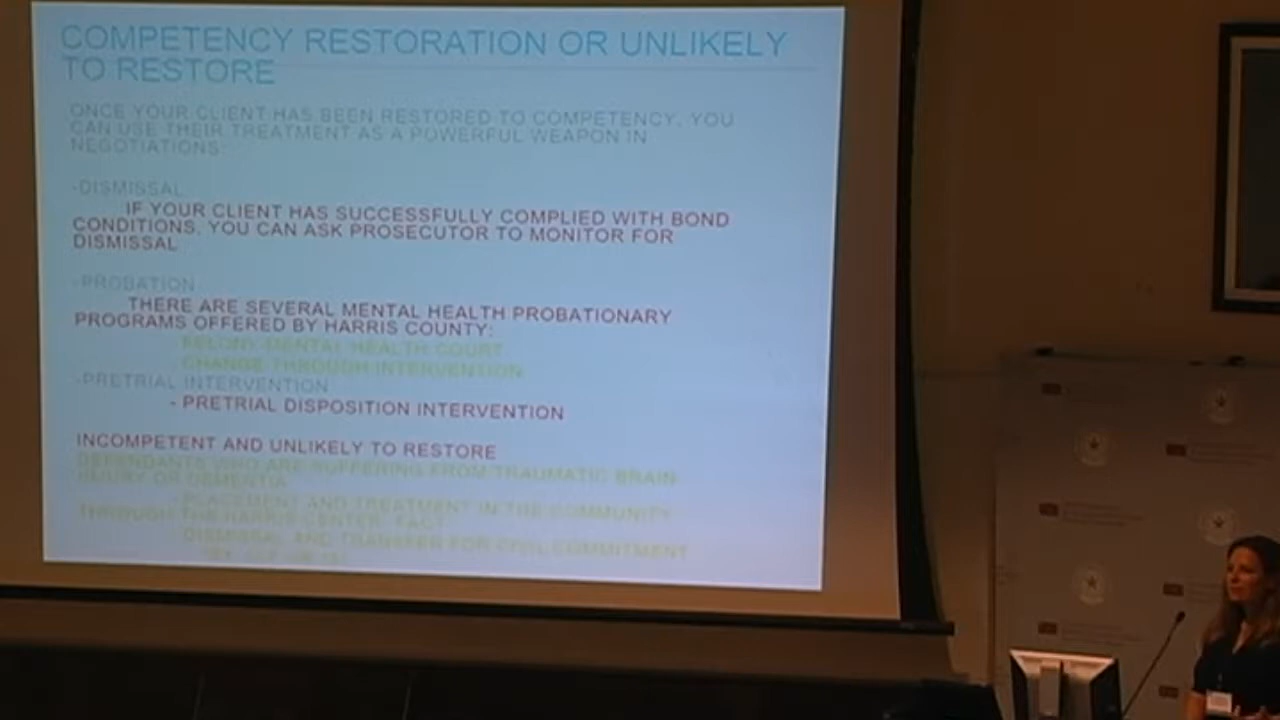 COMPETENCY RESTORATION OR UNLIKELY
TO RESTORE
ONCE YOUR CLIENT HAS BEEN RESTORED TO COMPETENCY, YOU
CAN USE THEIR TREATMENT AS A POWERFUL WEAPON IN
NEGOTIATIONS:
-DISMISSAL
IF YOUR CLIENT HAS SUCCESSFULLY COMPLIED WITH BOND
CONDITIONS, YOU CAN ASK PROSECUTOR TO MONITOR FOR
DISMISSAL
-PROBATION
THERE ARE SEVERAL MENTAL HEALTH PROBATIONARY
PROGRAMS OFFERED BY HARRIS COUNTY:
- FELONY MENTAL HEALTH COURT
- CHANGE THROUGH INTERVENTION
-PRETRIAL INTERVENTION
- PRETRIAL DISPOSITION INTERVENTION
INCOMPETENT AND UNLIKELY TO RESTORE
DEFENDANTS WHO ARE SUFFERING FROM TRAUMATIC BRAIN
INJURY OR DEMENTIA
- PLACEMENT AND TREATMENT IN THE COMMUNITY
THROUGH THE HARRIS CENTER, FACT
DISMISSAL AND TRANSFER FOR CIVIL COMMITMENT